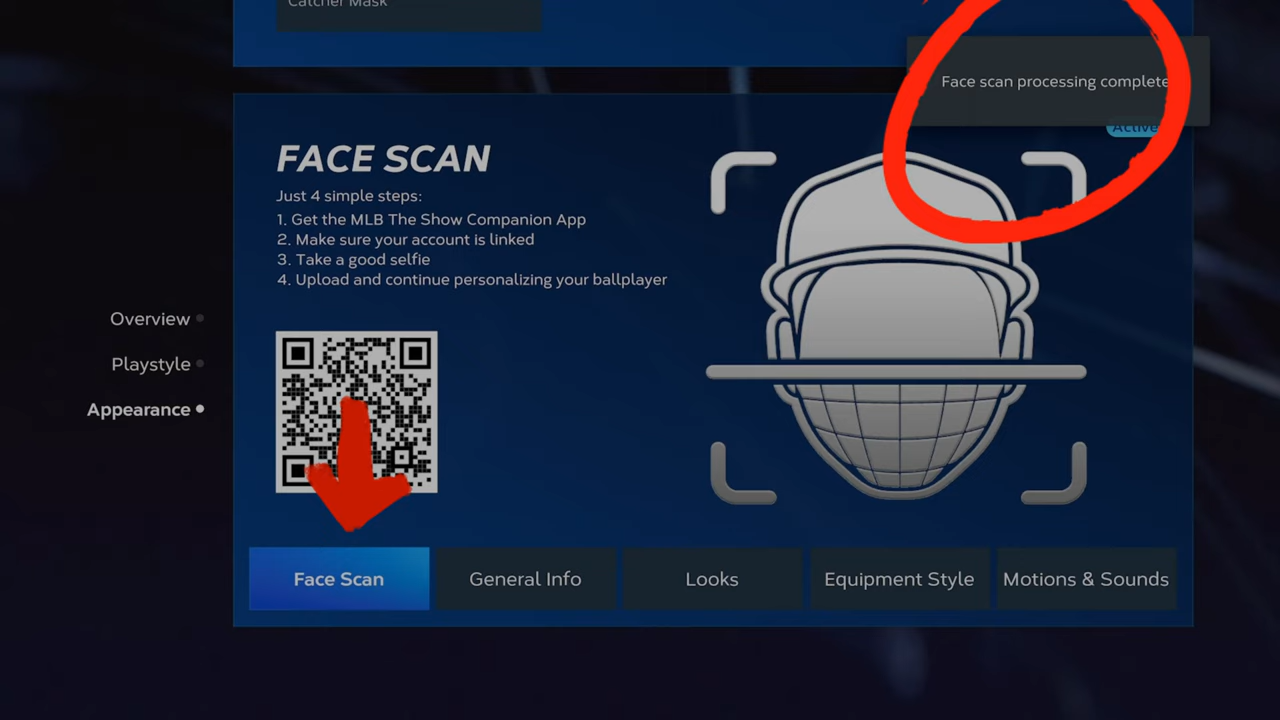 Catcher Mask
Face scan processing complete
Active
FACE SCAN
Just 4 simple steps:
1. Get the MLB The Show Companion App
2. Make sure your account is linked
3. Take a good selfie
4. Upload and continue personalizing your ballplayer
Overview
Playstyle
Appearance
Face Scan
General Info
Looks
Equipment Style
Motions & Sounds